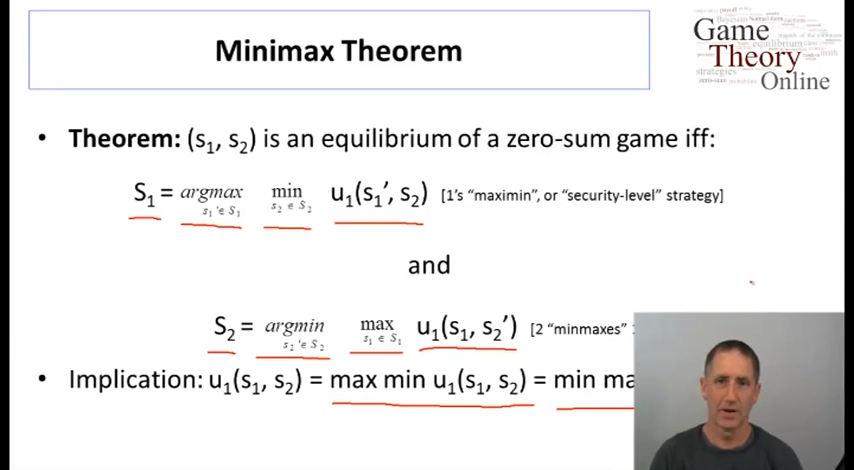 Minimax Theorem
Game
Theory
Online
• Theorem: (s₁, s₂) is an equilibrium of a zero-sum game iff:
S₁ = argmax min u₁(s₁′, s₂) [1's "maximin", or "security-level" strategy]
s₁'∈ S₁ s₂ ∈ S₂
and
S₂ = argmin max u₁(s₁, s₂′) [2 "minmaxes"
s₂'∈ S₂ s₁ ∈ S₁
• Implication: u₁(s₁, s₂) = max min u₁(s₁, s₂) = min